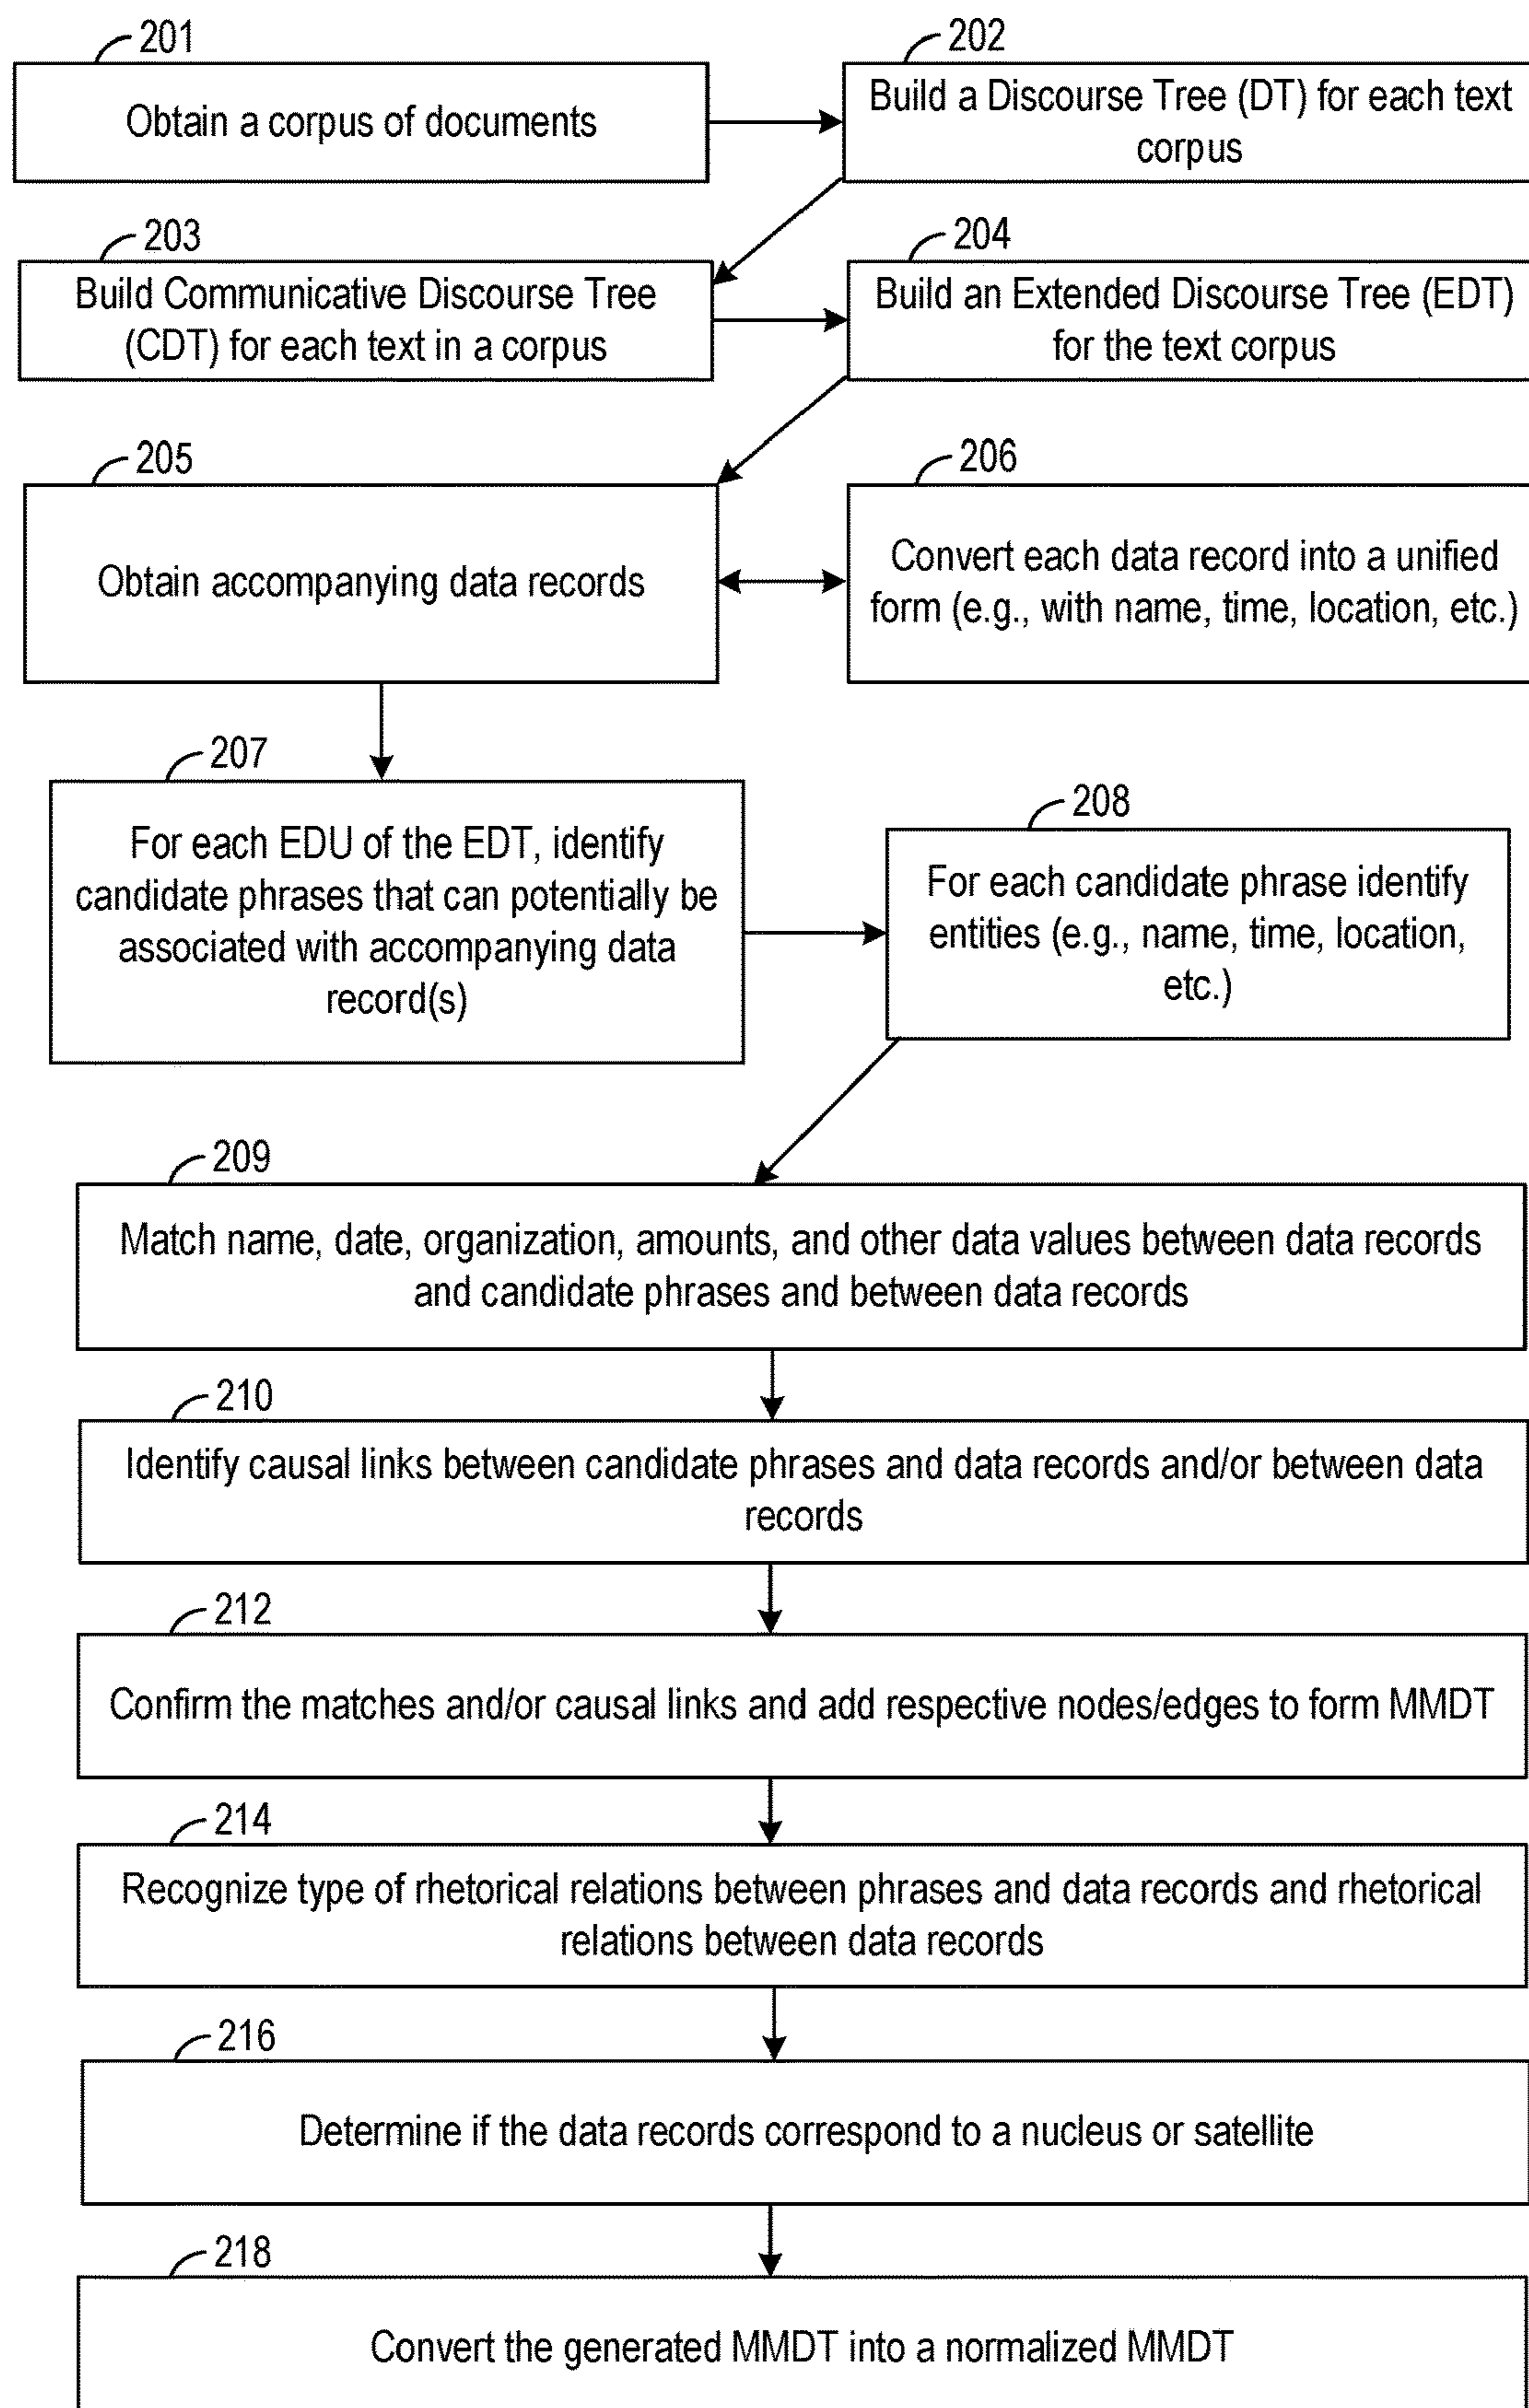 201
Obtain a corpus of documents
202
Build a Discourse Tree (DT) for each text
corpus
203
Build Communicative Discourse Tree
(CDT) for each text in a corpus
204
Build an Extended Discourse Tree (EDT)
for the text corpus
205
Obtain accompanying data records
206
Convert each data record into a unified
form (e.g., with name, time, location, etc.)
207
For each EDU of the EDT, identify
candidate phrases that can potentially be
associated with accompanying data
record(s)
208
For each candidate phrase identify
entities (e.g., name, time, location,
etc.)
209
Match name, date, organization, amounts, and other data values between data records
and candidate phrases and between data records
210
Identify causal links between candidate phrases and data records and/or between data
records
212
Confirm the matches and/or causal links and add respective nodes/edges to form MMDT
214
Recognize type of rhetorical relations between phrases and data records and rhetorical
relations between data records
216
Determine if the data records correspond to a nucleus or satellite
218
Convert the generated MMDT into a normalized MMDT